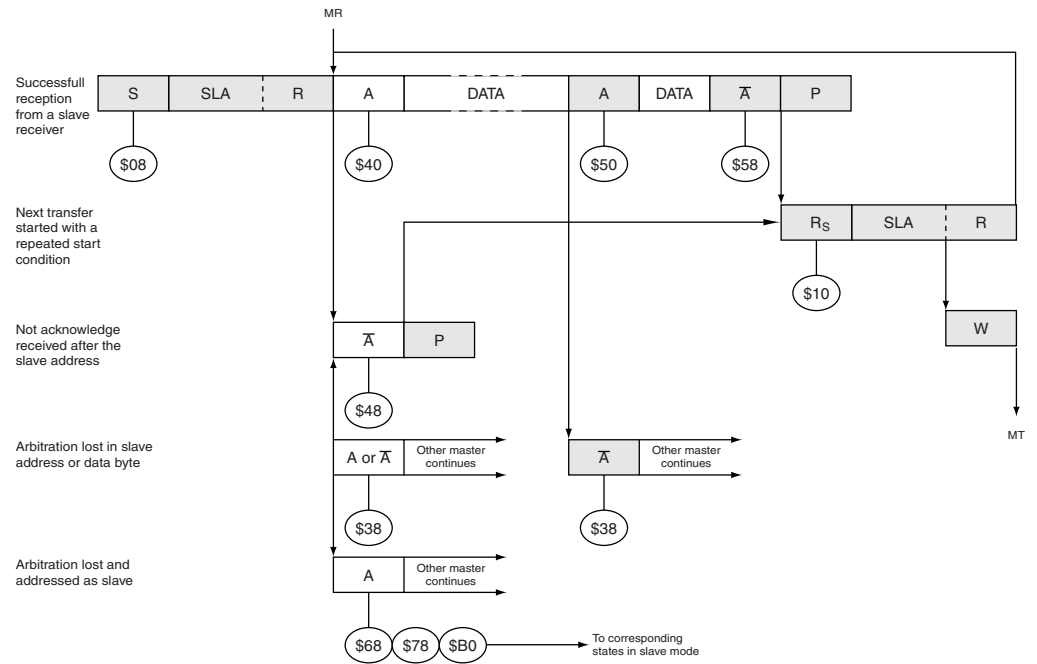 MR
Successfull
reception
from a slave
receiver
S SLA R A DATA A DATA A̅ P
$08 $40 $50 $58
Next transfer
started with a
repeated start
condition
RS SLA R
$10
Not acknowledge
received after the
slave address
A̅ P
W
$48
MT
Arbitration lost in slave
address or data byte
A or A̅ Other master
continues
A̅ Other master
continues
$38 $38
Arbitration lost and
addressed as slave
A Other master
continues
$68 $78 $B0 To corresponding
states in slave mode